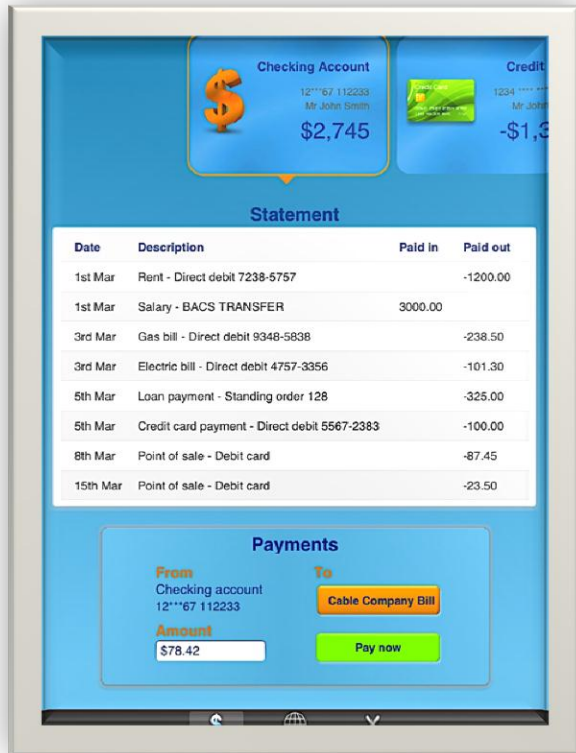 Checking Account
12***67 112233
Mr John Smith
$2,745
Credit
1234
Mr John
-$1,3
Statement
Date Description Paid in Paid out
1st Mar Rent - Direct debit 7238-5757 -1200.00
1st Mar Salary - BACS TRANSFER 3000.00
3rd Mar Gas bill - Direct debit 9348-5838 -238.50
3rd Mar Electric bill - Direct debit 4757-3356 -101.30
5th Mar Loan payment - Standing order 128 -325.00
5th Mar Credit card payment - Direct debit 5567-2383 -100.00
8th Mar Point of sale - Debit card -87.45
15th Mar Point of sale - Debit card -23.50
Payments
From To
Checking account
12***67 112233
Cable Company Bill
Amount
$78.42
Pay now